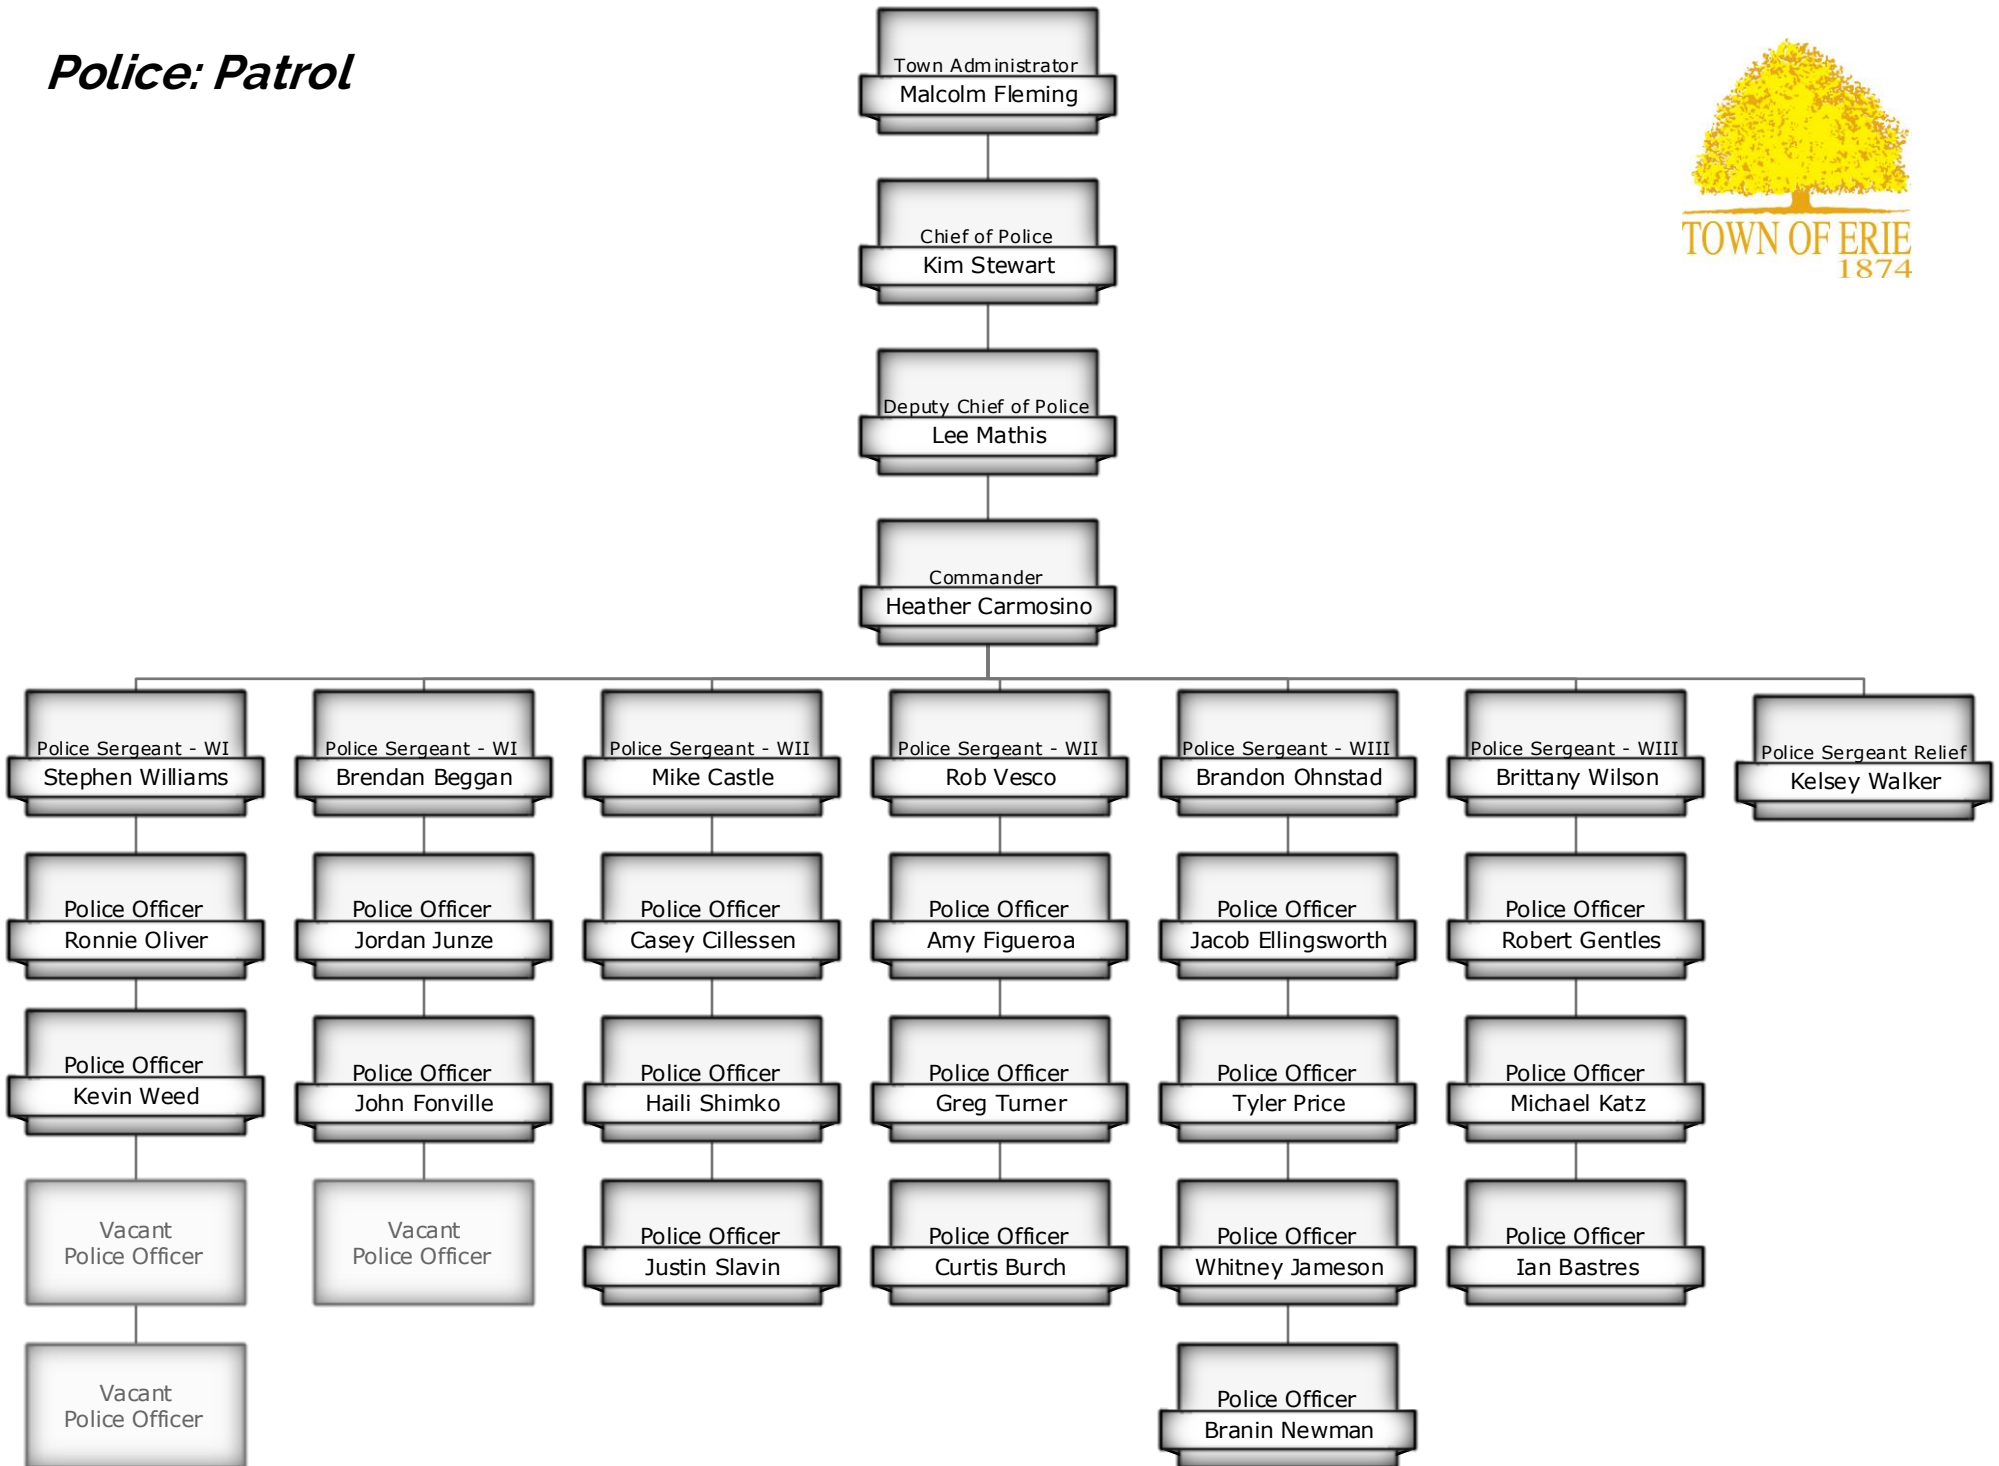 Police: Patrol
Town Administrator
Malcolm Fleming
TOWN OF ERIE
1874
Chief of Police
Kim Stewart
Deputy Chief of Police
Lee Mathis
Commander
Heather Carmosino
Police Sergeant - WI
Stephen Williams
Police Officer
Ronnie Oliver
Police Officer
Kevin Weed
Vacant
Police Officer
Vacant
Police Officer
Police Sergeant - WI
Brendan Beggan
Police Officer
Jordan Junze
Police Officer
John Fonville
Vacant
Police Officer
Police Sergeant - WII
Mike Castle
Police Officer
Casey Cillessen
Police Officer
Haili Shimko
Police Officer
Justin Slavin
Police Sergeant - WII
Rob Vesco
Police Officer
Amy Figueroa
Police Officer
Greg Turner
Police Officer
Curtis Burch
Police Sergeant - WIII
Brandon Ohnstad
Police Officer
Jacob Ellingsworth
Police Officer
Tyler Price
Police Officer
Whitney Jameson
Police Officer
Branin Newman
Police Sergeant - WIII
Brittany Wilson
Police Officer
Robert Gentles
Police Officer
Michael Katz
Police Officer
Ian Bastres
Police Sergeant Relief
Kelsey Walker